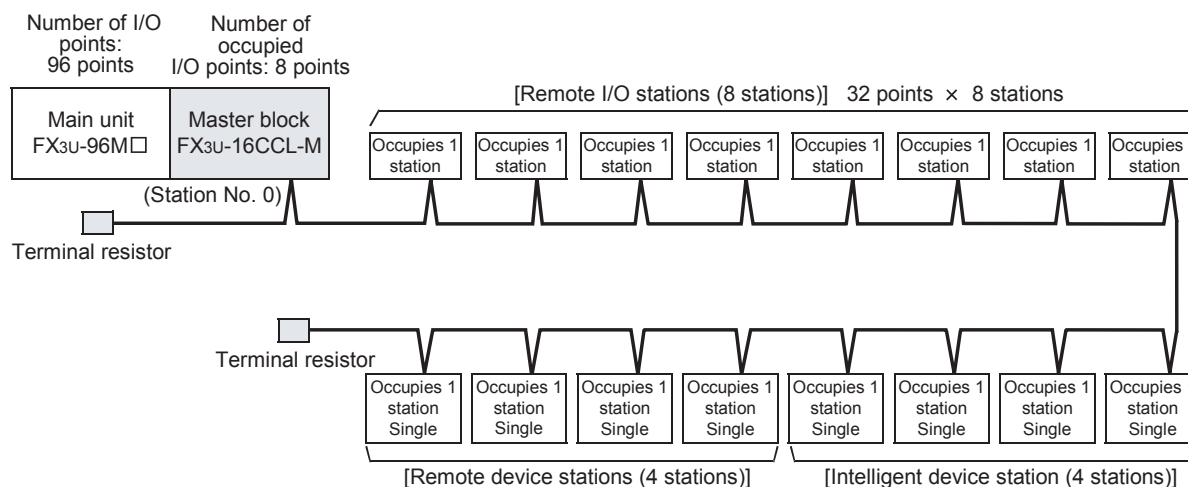 Number of I/O
points:
96 points
Number of
occupied
I/O points: 8 points
Main unit
FX3U-96M□
Master block
FX3U-16CCL-M
(Station No. 0)
Terminal resistor
[Remote I/O stations (8 stations)] 32 points × 8 stations
Occupies 1
station
Occupies 1
station
Occupies 1
station
Occupies 1
station
Occupies 1
station
Occupies 1
station
Occupies 1
station
Occupies
station
Terminal resistor
Occupies 1
station
Single
Occupies 1
station
Single
Occupies 1
station
Single
Occupies 1
station
Single
Occupies 1
station
Single
Occupies 1
station
Single
Occupies 1
station
Single
Occupies
station
Single
[Remote device stations (4 stations)]
[Intelligent device station (4 stations)]